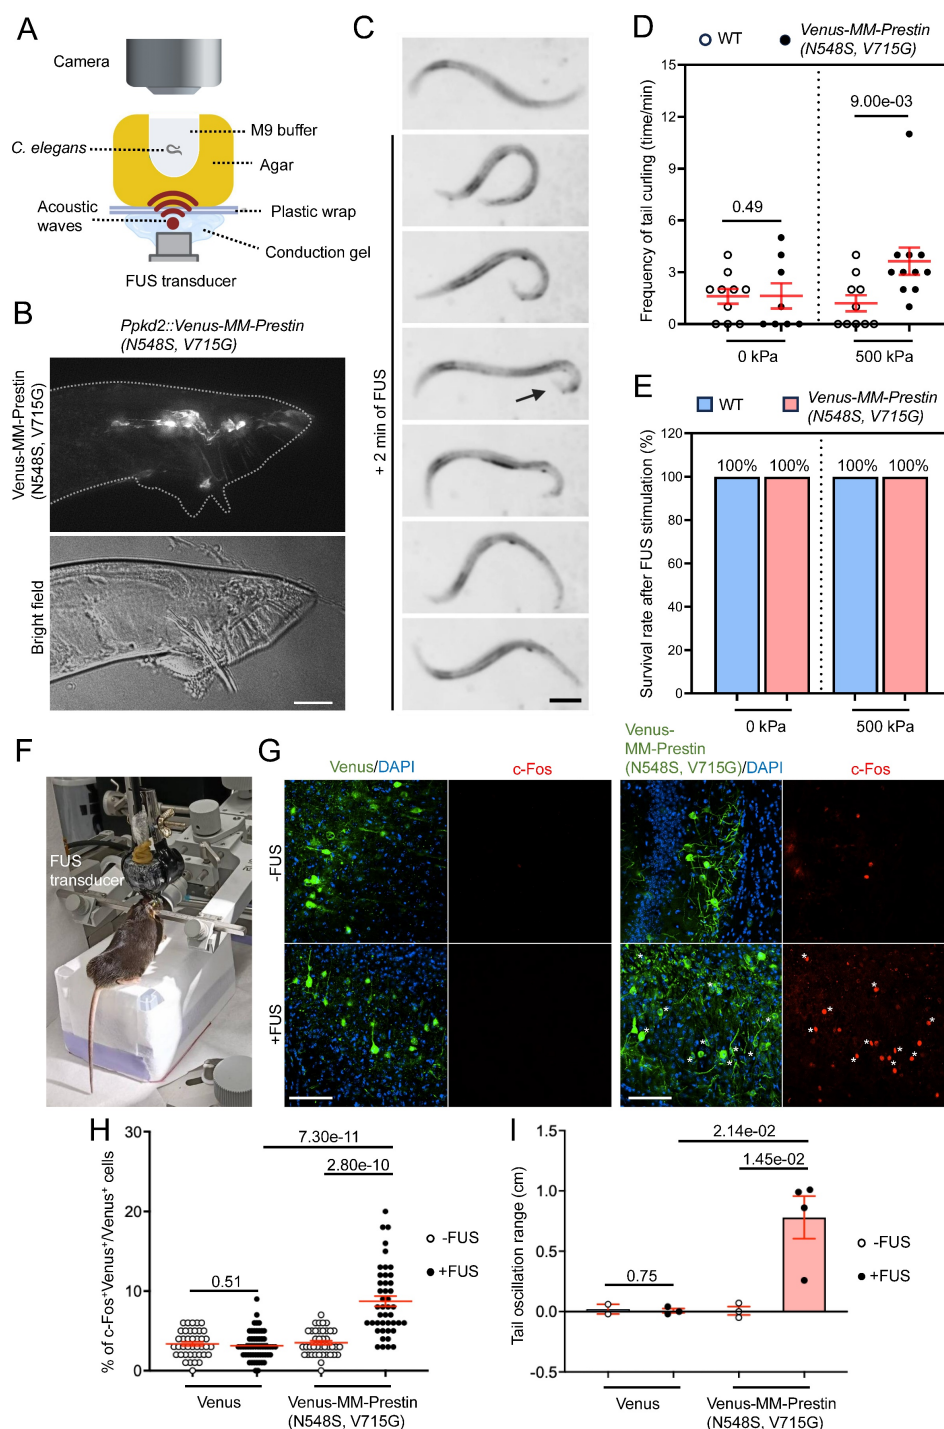 A
Camera
M9 buffer
C. elegans
Agar
Acoustic
waves
Plastic wrap
Conduction gel
FUS transducer
B
Ppkd2::Venus-MM-Prestin
(N548S, V715G)
Venus-MM-Prestin
(N548S, V715G)
Bright field
C
+ 2 min of FUS
D
WT
Venus-MM-Prestin
(N548S, V715G)
Frequency of tail curling (time/min)
15
12
9
6
3
0
0.49
9.00e-03
0 kPa
500 kPa
E
WT
Venus-MM-Prestin
(N548S, V715G)
Survival rate after FUS stimulation (%)
120
100
80
60
40
20
0
100%
100%
100%
100%
0 kPa
500 kPa
F
FUS
transducer
G
Venus/DAPI
c-Fos
Venus-
MM-Prestin
(N548S, V715G)/DAPI
c-Fos
-FUS
+FUS
H
% of c-Fos+Venus+/Venus+ cells
30
20
10
0
7.30e-11
2.80e-10
0.51
-FUS
+FUS
Venus
Venus-MM-Prestin
(N548S, V715G)
I
Tail oscillation range (cm)
1.5
1.0
0.5
0.0
-0.5
2.14e-02
1.45e-02
0.75
-FUS
+FUS
Venus
Venus-MM-Prestin
(N548S, V715G)